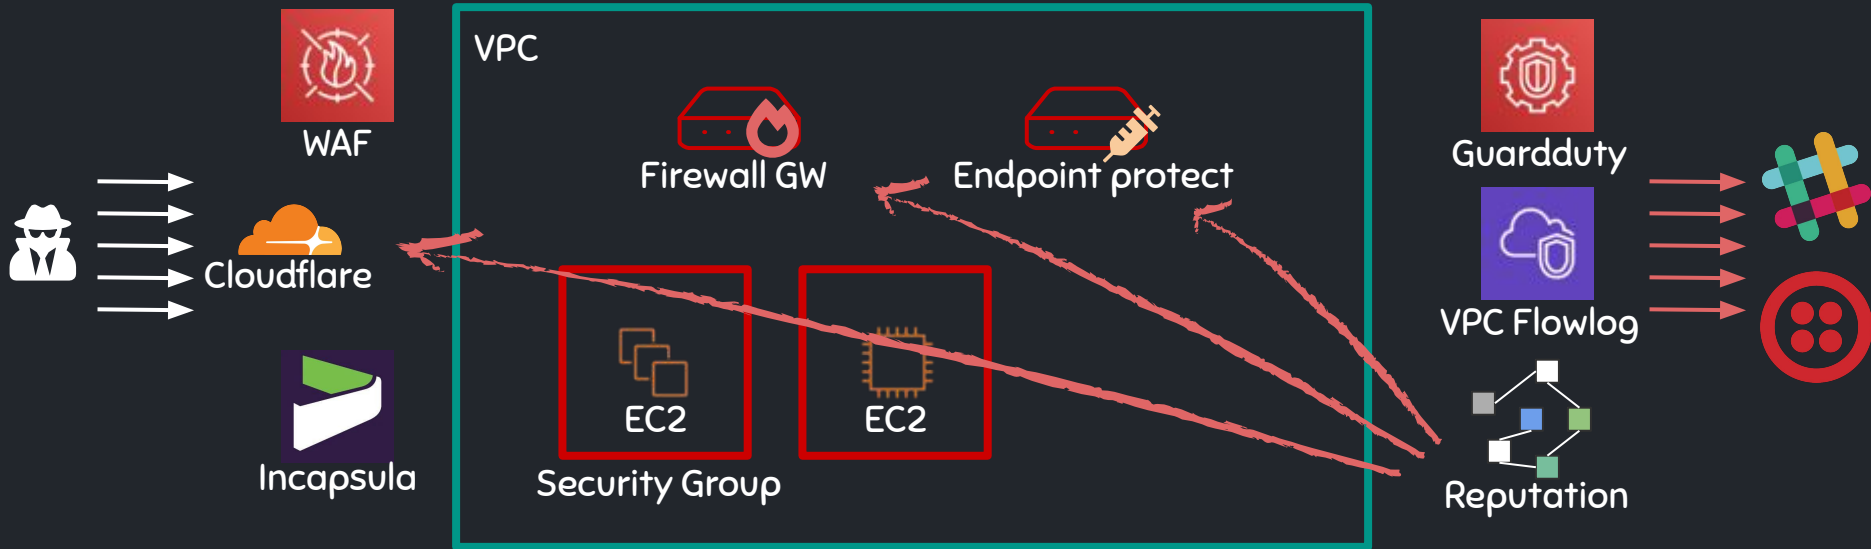 WAF
Cloudflare
Incapsula
VPC
Firewall GW
Endpoint protect
EC2
EC2
Security Group
Guardduty
VPC Flowlog
Reputation